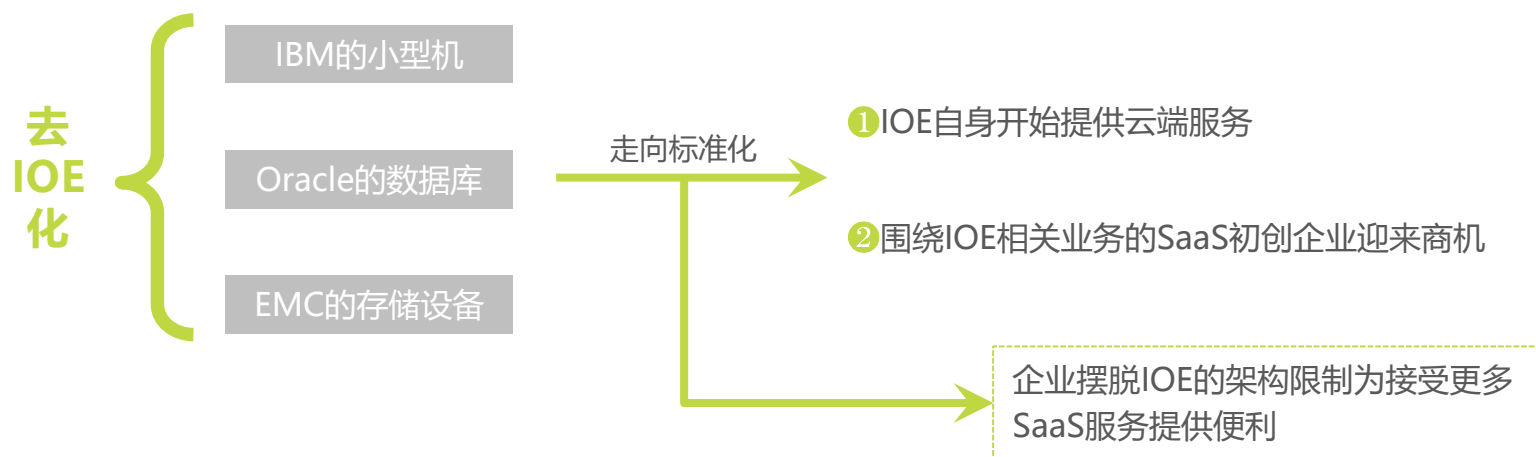 去
IOE
化
IBM的小型机
Oracle的数据库
EMC的存储设备
走向标准化
❶IOE自身开始提供云端服务
❷围绕IOE相关业务的SaaS初创企业迎来商机
企业摆脱IOE的架构限制为接受更多
SaaS服务提供便利